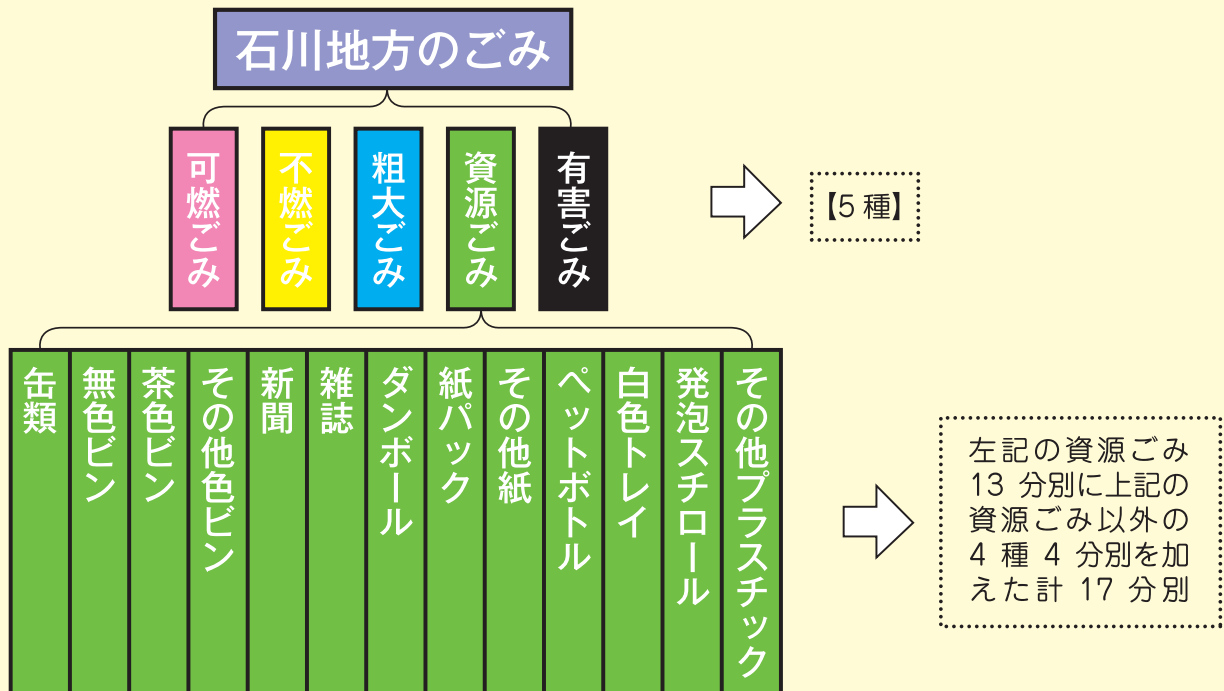 石川地方のごみ
可燃ごみ
不燃ごみ
粗大ごみ
資源ごみ
有害ごみ
【5種】
缶類
無色ビン
茶色ビン
その他色ビン
新聞
雑誌
ダンボール
紙パック
その他紙
ペットボトル
白色トレイ
発泡スチロール
その他プラスチック
左記の資源ごみ
13 分別に上記の
資源ごみ以外の
4 種 4 分別を加
えた計 17 分別